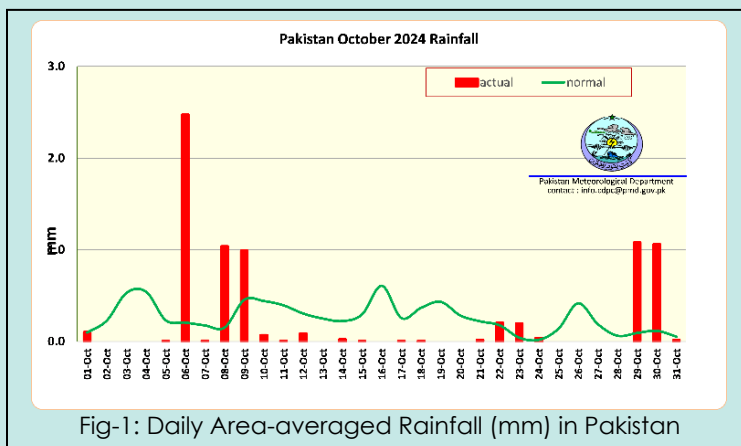 Pakistan October 2024 Rainfall
3.0
2.0
1.0
0.0
mm
actual
normal
Pakistan Meteorological Department
contact : info.cdpc@pmd.gov.pk
01-Oct
02-Oct
03-Oct
04-Oct
05-Oct
06-Oct
07-Oct
08-Oct
09-Oct
10-Oct
11-Oct
12-Oct
13-Oct
14-Oct
15-Oct
16-Oct
17-Oct
18-Oct
19-Oct
20-Oct
21-Oct
22-Oct
23-Oct
24-Oct
25-Oct
26-Oct
27-Oct
28-Oct
29-Oct
30-Oct
31-Oct
Fig-1: Daily Area-averaged Rainfall (mm) in Pakistan